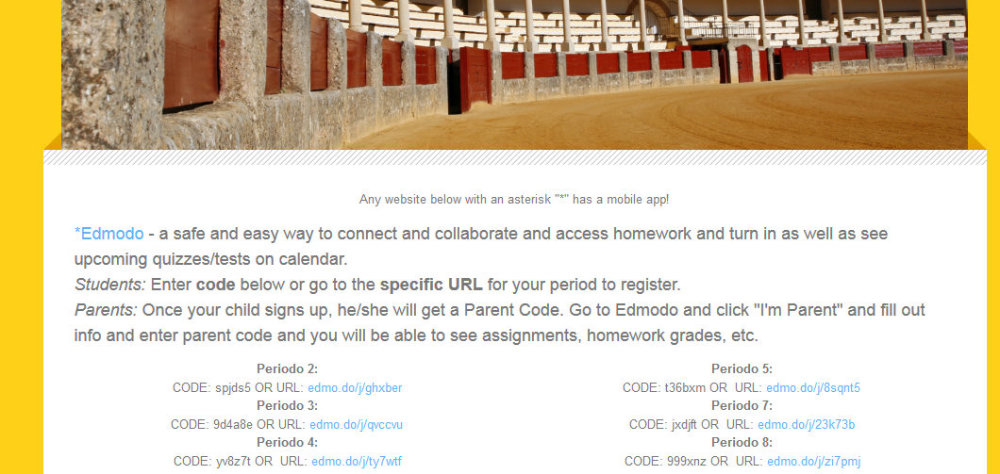 Any website below with an asterisk "*" has a mobile app!
*Edmodo - a safe and easy way to connect and collaborate and access homework and turn in as well as see
upcoming quizzes/tests on calendar.
Students: Enter code below or go to the specific URL for your period to register.
Parents: Once your child signs up, he/she will get a Parent Code. Go to Edmodo and click "I'm Parent" and fill out
info and enter parent code and you will be able to see assignments, homework grades, etc.
Periodo 2:
CODE: spjds5 OR URL: edmo.do/j/ghxber
Periodo 3:
CODE: 9d4a8e OR URL: edmo.do/j/qvccvu
Periodo 4:
CODE: yv8z7t OR  URL: edmo.do/j/ty7wtf
Periodo 5:
CODE: t36bxm OR  URL: edmo.do/j/8sqnt5
Periodo 7:
CODE: jxdjft OR  URL: edmo.do/j/23k73b
Periodo 8:
CODE: 999xnz OR  URL: edmo.do/j/zi7pmj